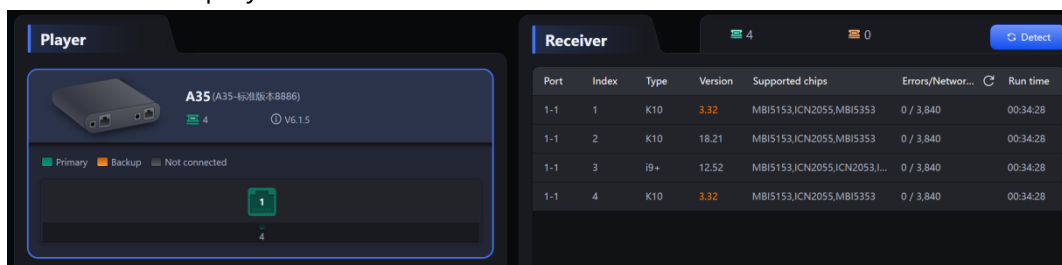 Player
A35 (A35-标准版本8886)
4 V6.1.5
Primary Backup Not connected
1
4
Receiver
4 0 Detect
Port Index Type Version Supported chips Errors/Networ... Run time
1-1 1 K10 3.32 MBI5153,ICN2055,MBI5353 0 / 3,840 00:34:28
1-1 2 K10 18.21 MBI5153,ICN2055,MBI5353 0 / 3,840 00:34:28
1-1 3 i9+ 12.52 MBI5153,ICN2055,ICN2053,I... 0 / 3,840 00:34:28
1-1 4 K10 3.32 MBI5153,ICN2055,MBI5353 0 / 3,840 00:34:28